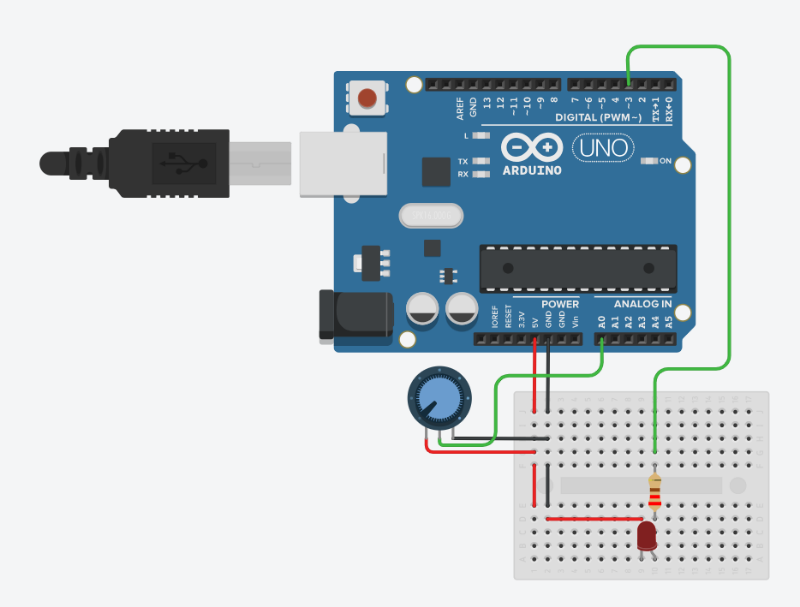 AREF
GND
13
12
~11
~10
~9
8
7
~6
~5
4
~3
2
TX→1
RX←0
DIGITAL (PWM~)
L
TX
RX
ARDUINO
UNO
ON
POWER
ANALOG IN
IOREF
RESET
3.3V
5V
GND
GND
Vin
A0
A1
A2
A3
A4
A5